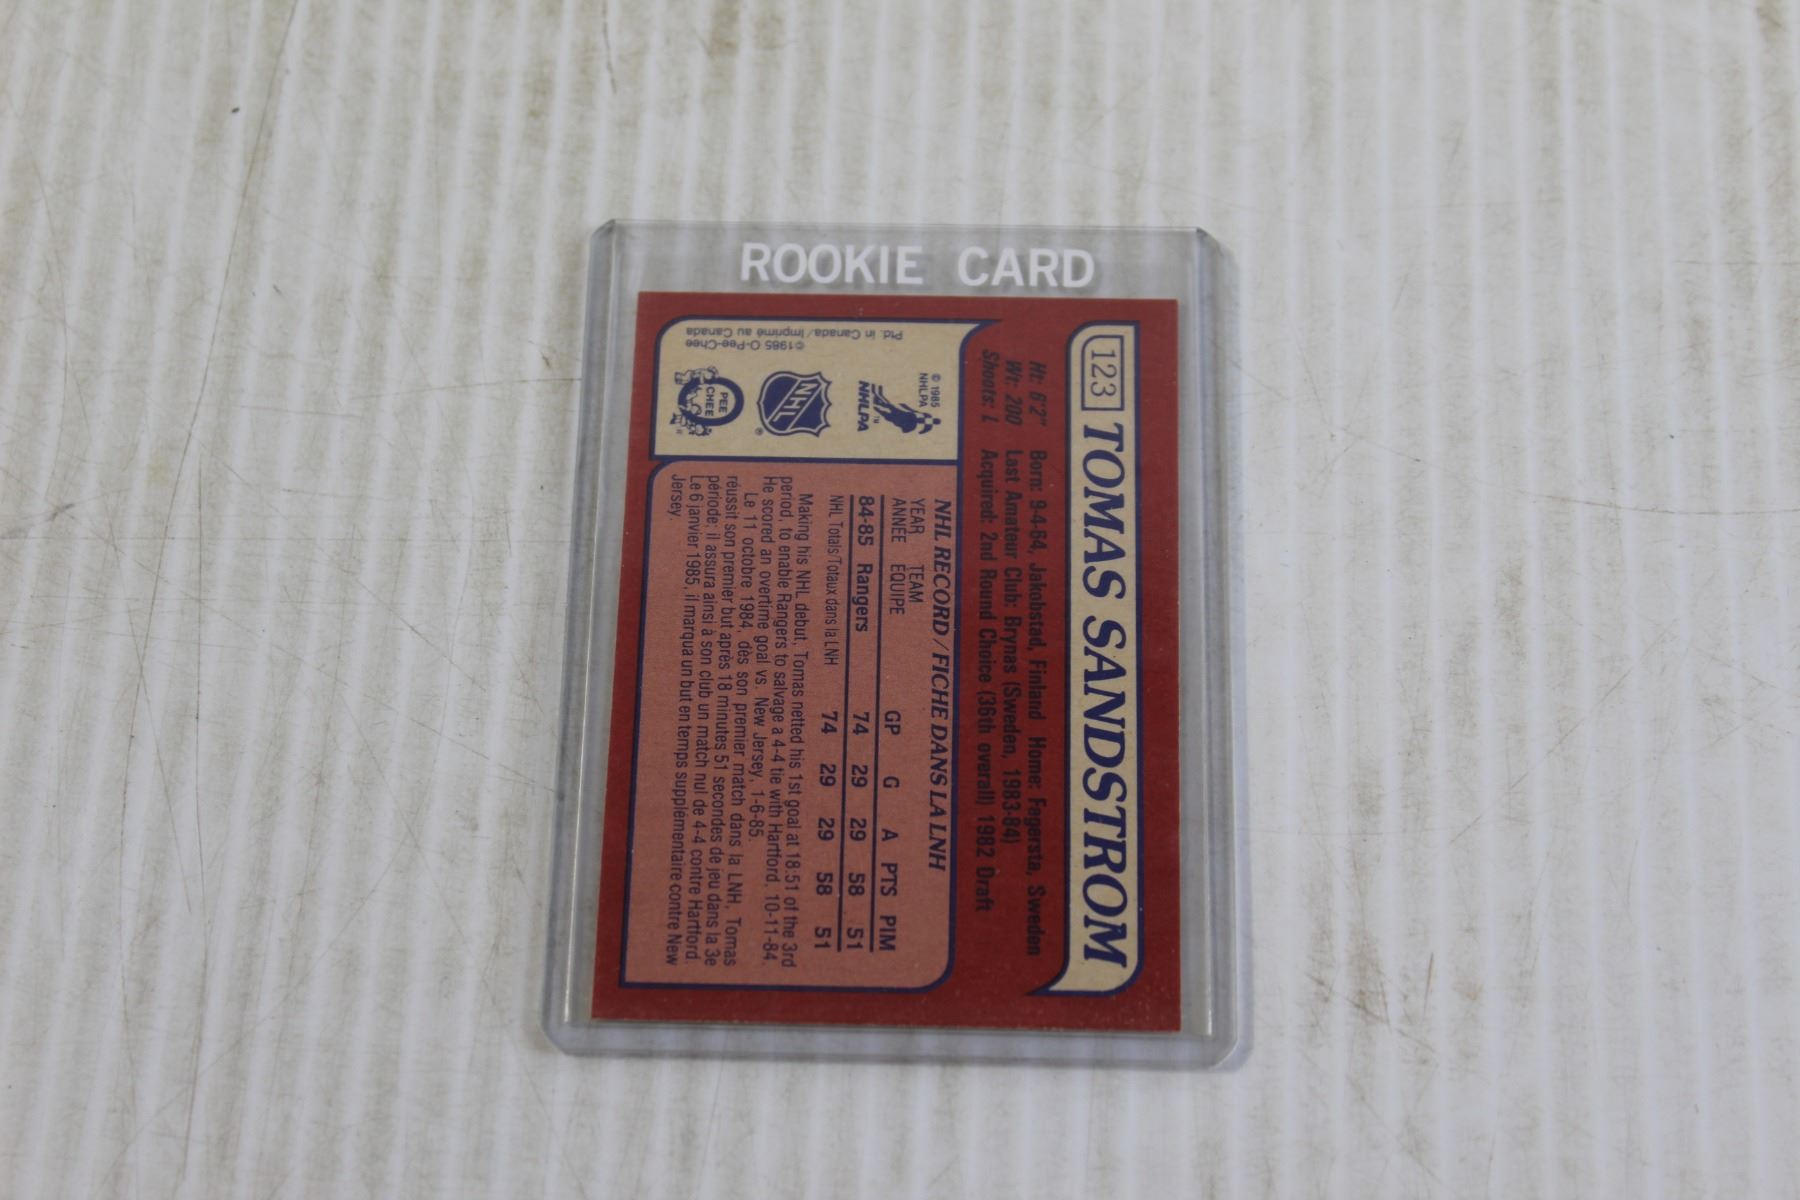 ROOKIE CARD
123 TOMAS SANDSTROM
Ht: 6'2" Born: 9-4-64, Jakobstad, Finland Home: Fagersta, Sweden
Wt: 200 Last Amateur Club: Brynas (Sweden, 1983-84)
Shoots: L Acquired: 2nd Round Choice (36th overall) 1982 Draft
© 1985
NHLPA
NHLPA
TM
NHL
®
PEE
CHEE
©1985 O-Pee-Chee
Ptd. in Canada/Imprimé au Canada
NHL RECORD/FICHE DANS LA LNH
YEAR TEAM
ANNÉE ÉQUIPE GP G A PTS PIM
84-85 Rangers 74 29 29 58 51
NHL Totals/Totaux dans la LNH 74 29 29 58 51
Making his NHL debut, Tomas netted his 1st goal at 18:51 of the 3rd
period, to enable Rangers to salvage a 4-4 tie with Hartford, 10-11-84.
He scored an overtime goal vs. New Jersey, 1-6-85.
Le 11 octobre 1984, dès son premier match dans la LNH, Tomas
réussit son premier but après 18 minutes 51 secondes de jeu dans la 3e
période; il assura ainsi à son club un match nul de 4-4 contre Hartford.
Le 6 janvier 1985, il marqua un but en temps supplémentaire contre New
Jersey.